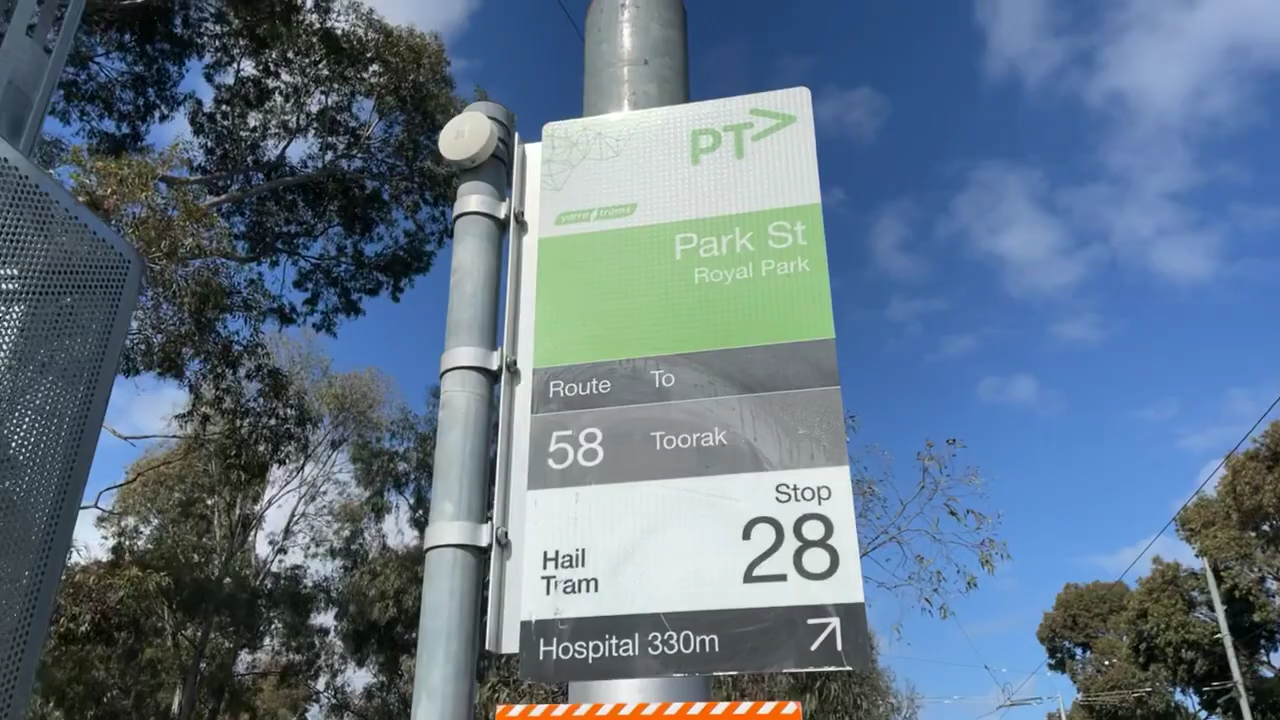 PT>
yarra trams
Park St
Royal Park
Route To
58 Toorak
Stop
28
Hail
Tram
Hospital 330m